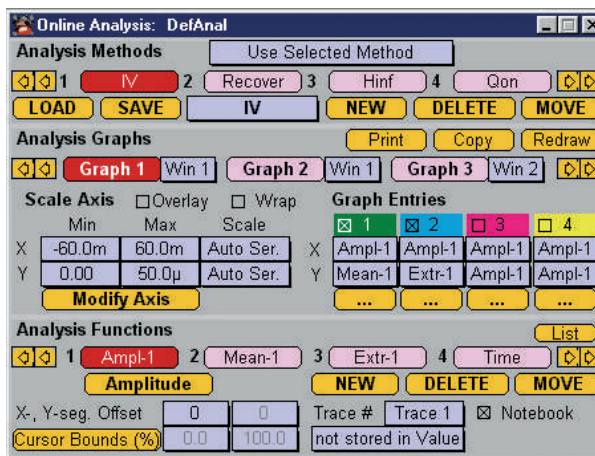 Online Analysis: DefAnal
Analysis Methods Use Selected Method
1 IV 2 Recover 3 Hinf 4 Qon
LOAD SAVE IV NEW DELETE MOVE
Analysis Graphs Print Copy Redraw
Graph 1 Win 1 Graph 2 Win 1 Graph 3 Win 2
Scale Axis Overlay Wrap Graph Entries
Min Max Scale 1 2 3 4
X -60.0m 60.0m Auto Ser. X Ampl-1 Ampl-1 Ampl-1 Ampl-1
Y 0.00 50.0µ Auto Ser. Y Mean-1 Extr-1 Ampl-1 Ampl-1
Modify Axis ... ... ... ...
Analysis Functions List
1 Ampl-1 2 Mean-1 3 Extr-1 4 Time
Amplitude NEW DELETE MOVE
X-, Y-seg. Offset 0 0 Trace # Trace 1 Notebook
Cursor Bounds (%) 0.0 100.0 not stored in Value